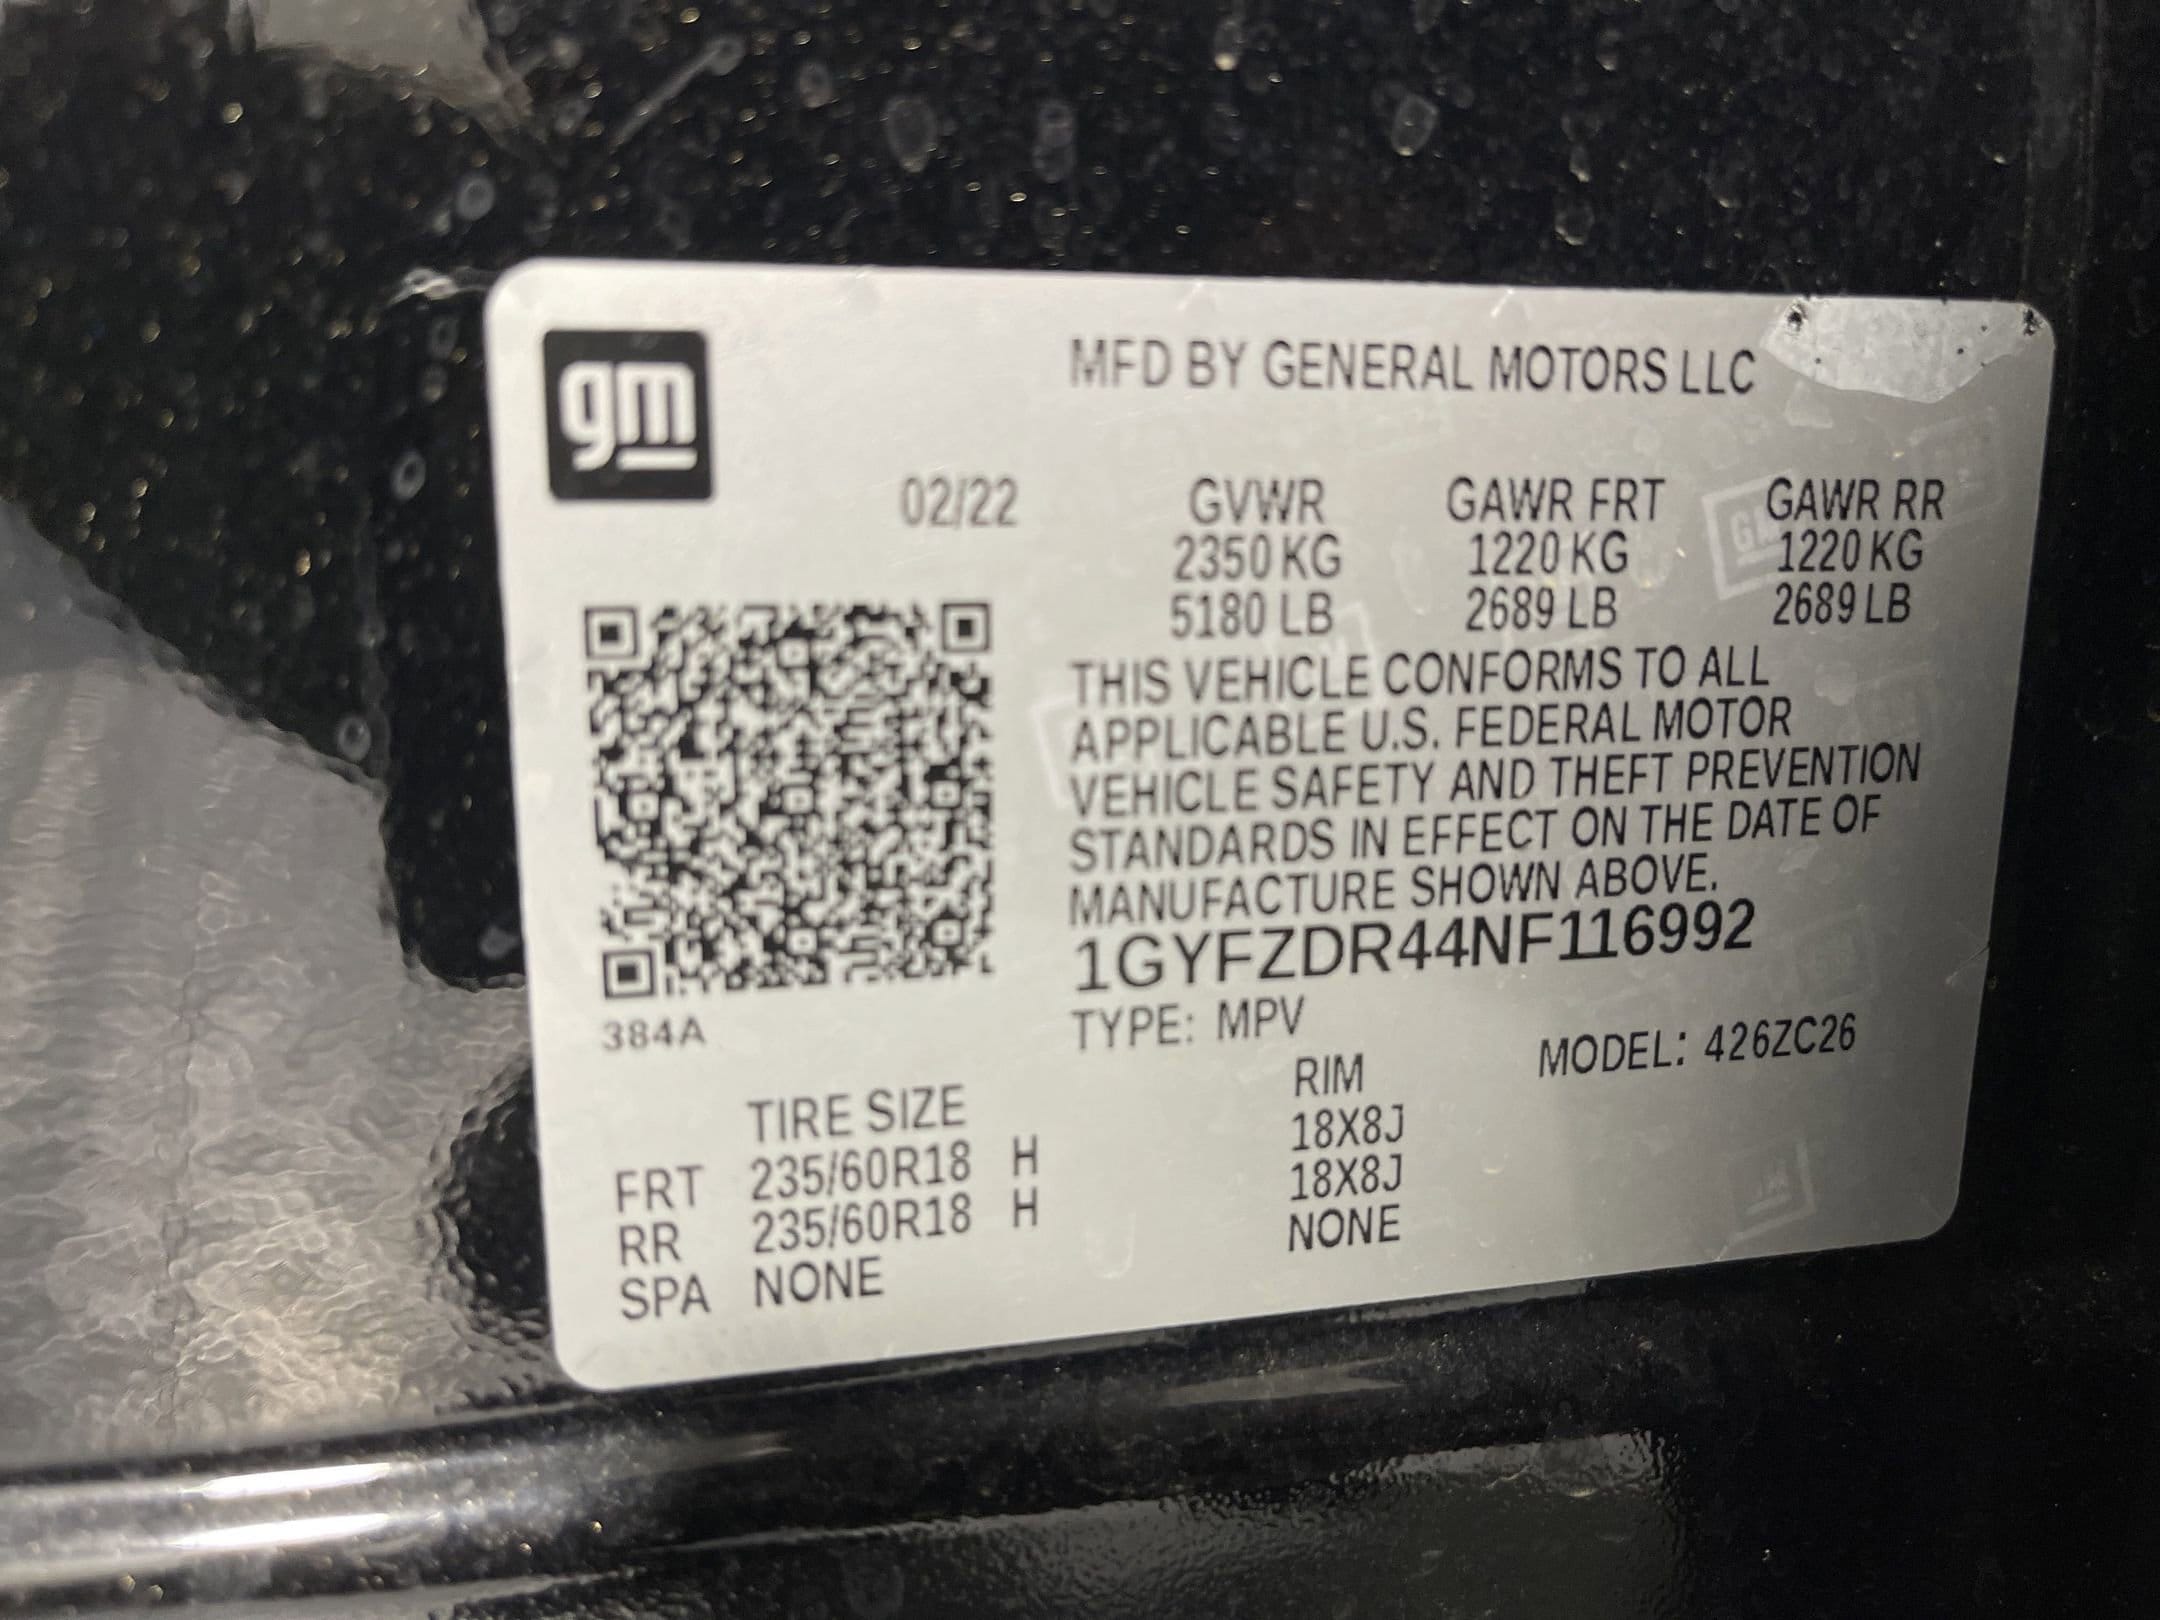 gm
MFD BY GENERAL MOTORS LLC
02/22 GVWR GAWR FRT GAWR RR
2350 KG 1220 KG 1220 KG
5180 LB 2689 LB 2689 LB
THIS VEHICLE CONFORMS TO ALL
APPLICABLE U.S. FEDERAL MOTOR
VEHICLE SAFETY AND THEFT PREVENTION
STANDARDS IN EFFECT ON THE DATE OF
MANUFACTURE SHOWN ABOVE.
1GYFZDR44NF116992
384A
TYPE: MPV MODEL: 426ZC26
TIRE SIZE RIM
FRT 235/60R18 H 18X8J
RR 235/60R18 H 18X8J
SPA NONE NONE